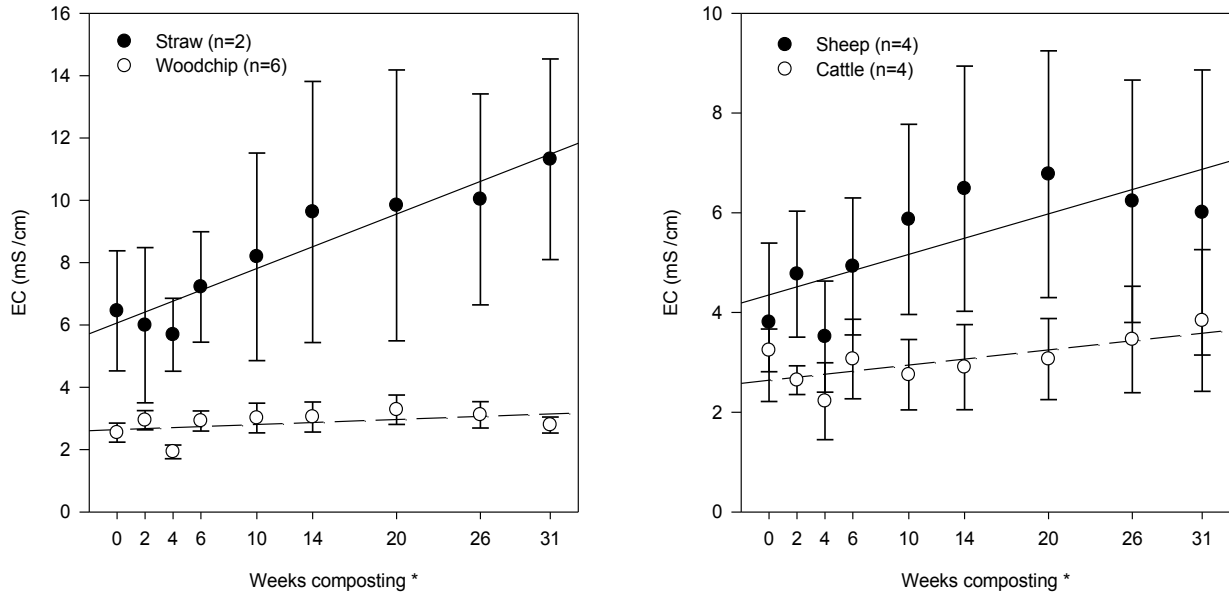 16
14
12
10
8
6
4
2
0
EC (mS /cm)
Straw (n=2)
Woodchip (n=6)
0 2 4 6 10 14 20 26 31
Weeks composting *
10
8
6
4
2
0
EC (mS /cm)
Sheep (n=4)
Cattle (n=4)
0 2 4 6 10 14 20 26 31
Weeks composting *